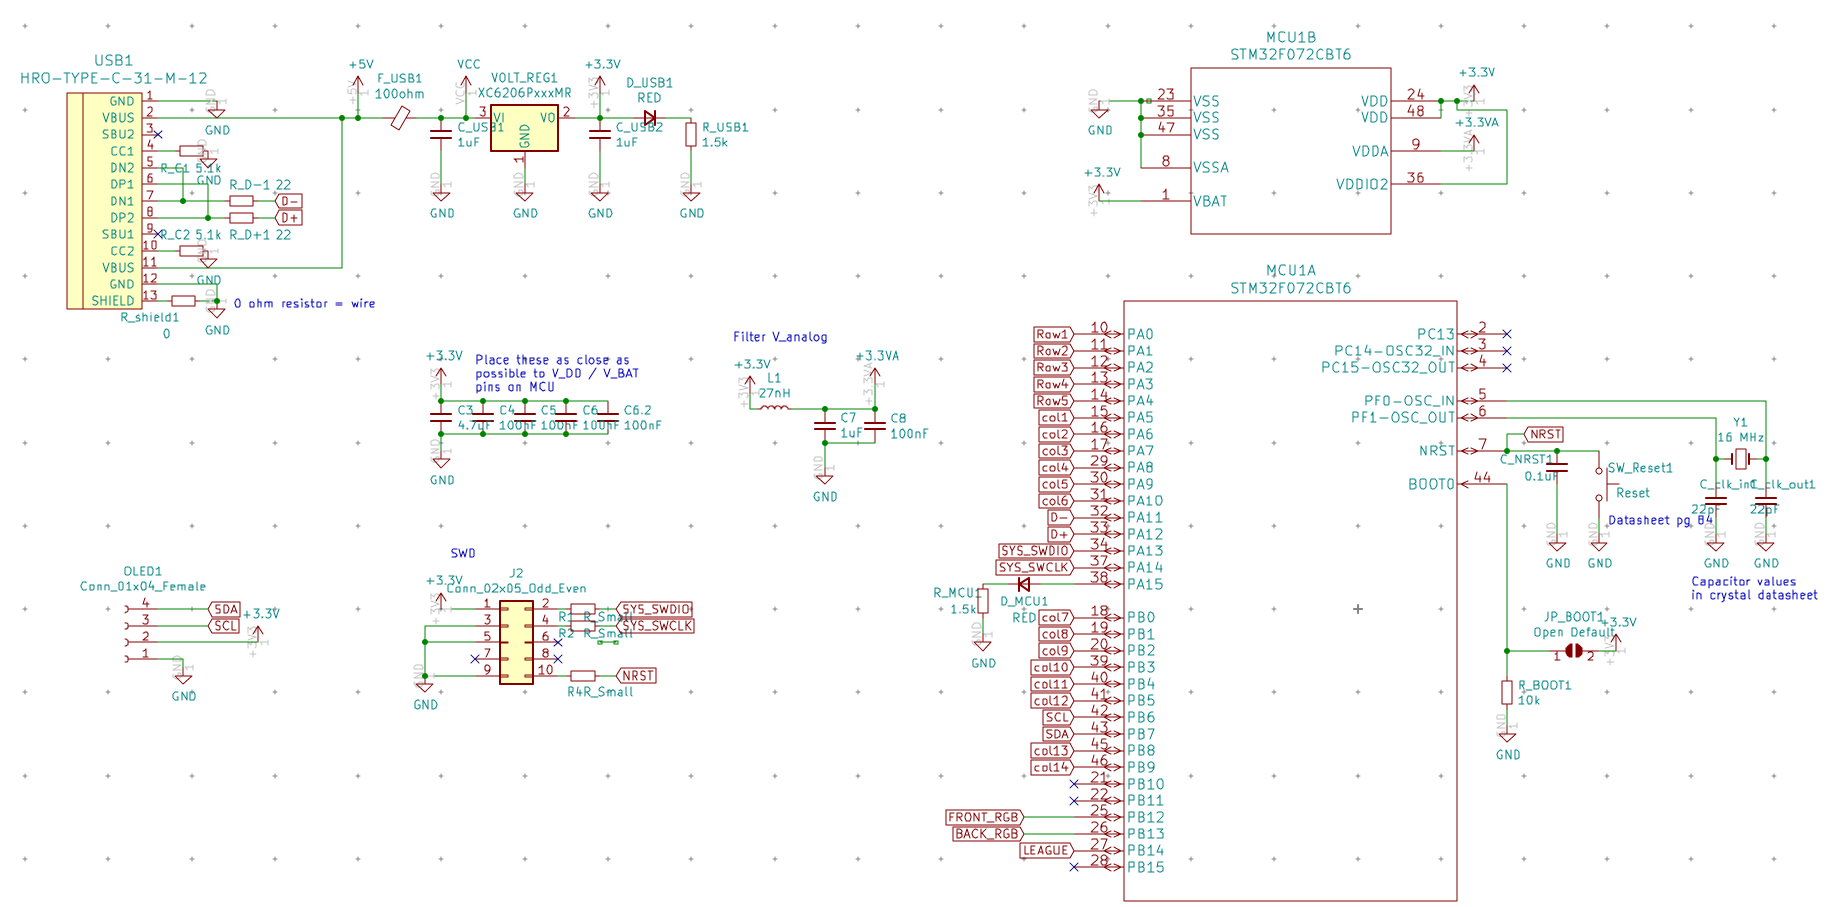 USB1
HRO-TYPE-C-31-M-12
GND 1
VBUS 2
SBU2 3
CC1 4
DN2 5
DP1 6
DN1 7
DP2 8
SBU1 9
CC2 10
VBUS 11
GND 12
SHIELD 13
GND
R_C1 5.1k
GND
R_D-1 22
D-
D+
R_C2 5.1k R_D+1 22
GND
R_shield1
0
GND
0 ohm resistor = wire
+5V
F_USB1
100ohm
VCC
C_USB1
1uF
GND
VOLT_REG1
XC6206PxxxMR
3 VI VO 2
GND
1
GND
+3.3V
C_USB2
1uF
GND
D_USB1
RED
R_USB1
1.5k
GND
+3.3V
Place these as close as
possible to V_DD / V_BAT
pins on MCU
C3
4.7uF
C4
100nF
C5
100nF
C6
100nF
C6.2
100nF
GND
Filter V_analog
+3.3V
L1
27nH
+3.3VA
C7
1uF
C8
100nF
GND
OLED1
Conn_01x04_Female
4 SDA
3 SCL
2
1
+3.3V
GND
SWD
+3.3V
J2
Conn_02x05_Odd_Even
1 2
3 4
5 6
7 8
9 10
R1 R_Small
SYS_SWDIO
R2 R_Small
SYS_SWCLK
R4 R_Small
NRST
GND
MCU1B
STM32F072CBT6
23 VSS
35 VSS
47 VSS
8 VSSA
1 VBAT
VDD 24
VDD 48
VDDA 9
VDDIO2 36
GND
+3.3V
+3.3V
+3.3VA
MCU1A
STM32F072CBT6
Row1 10 PA0
Row2 11 PA1
Row3 12 PA2
Row4 13 PA3
Row5 14 PA4
col1 15 PA5
col2 16 PA6
col3 17 PA7
col4 29 PA8
col5 30 PA9
col6 31 PA10
D- 32 PA11
D+ 33 PA12
SYS_SWDIO 34 PA13
SYS_SWCLK 37 PA14
38 PA15
R_MCU1
1.5k
D_MCU1
RED
GND
col7 18 PB0
col8 19 PB1
col9 20 PB2
col10 39 PB3
col11 40 PB4
col12 41 PB5
SCL 42 PB6
SDA 43 PB7
col13 45 PB8
col14 46 PB9
21 PB10
22 PB11
FRONT_RGB 25 PB12
BACK_RGB 26 PB13
LEAGUE 27 PB14
28 PB15
PC13 2
PC14-OSC32_IN 3
PC15-OSC32_OUT 4
PF0-OSC_IN 5
PF1-OSC_OUT 6
NRST 7
BOOT0 44
NRST
C_NRST1
0.1uF
GND
SW_Reset1
Reset
Datasheet pg 84
GND
Y1
16 MHz
C_clk_in1
22pF
GND
C_clk_out1
22pF
GND
Capacitor values
in crystal datasheet
JP_BOOT1
Open Default
1 2
+3.3V
R_BOOT1
10k
GND